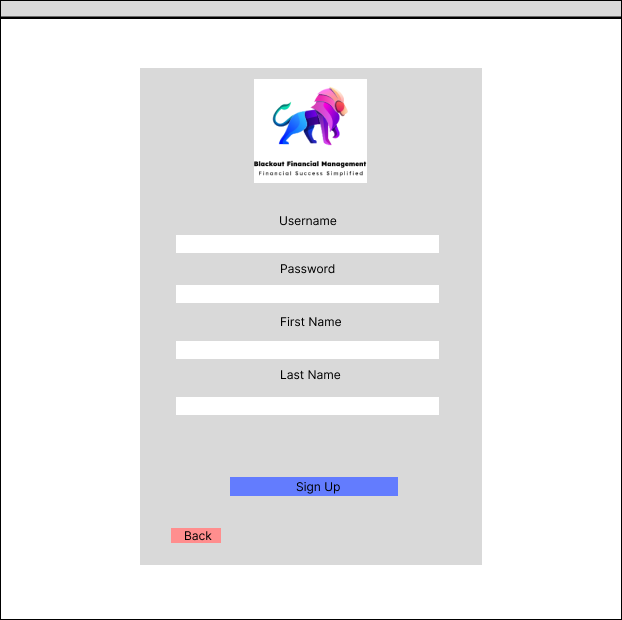 Blackout Financial Management
Financial Success Simplified
Username
Password
First Name
Last Name
Sign Up
Back